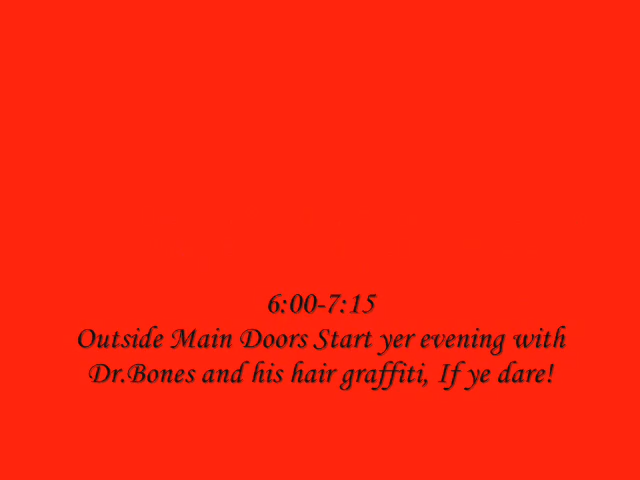 6:00-7:15
Outside Main Doors Start yer evening with
Dr.Bones and his hair graffiti, If ye dare!